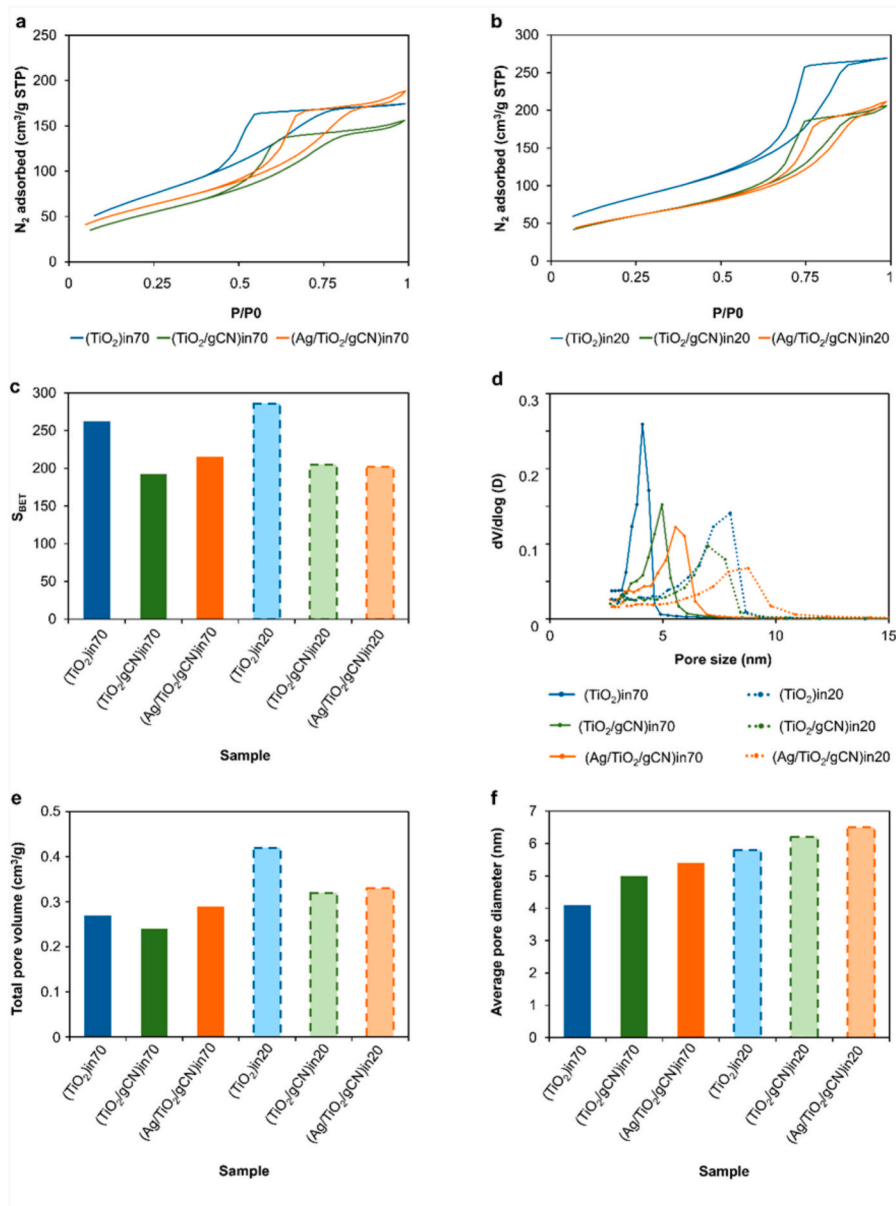 a
N₂ adsorbed (cm³/g STP)
250
200
150
100
50
0
0 0.25 0.5 0.75 1
P/P0
(TiO₂)in70 (TiO₂/gCN)in70 (Ag/TiO₂/gCN)in70
b
N₂ adsorbed (cm³/g STP)
300
250
200
150
100
50
0
0 0.25 0.5 0.75 1
P/P0
(TiO₂)in20 (TiO₂/gCN)in20 (Ag/TiO₂/gCN)in20
c
S_BET
300
250
200
150
100
50
0
(TiO₂)in70
(TiO₂/gCN)in70
(Ag/TiO₂/gCN)in70
(TiO₂)in20
(TiO₂/gCN)in20
(Ag/TiO₂/gCN)in20
Sample
d
dV/dlog (D)
0.3
0.2
0.1
0
5 10 15
Pore size (nm)
(TiO₂)in70 (TiO₂)in20
(TiO₂/gCN)in70 (TiO₂/gCN)in20
(Ag/TiO₂/gCN)in70 (Ag/TiO₂/gCN)in20
e
Total pore volume (cm³/g)
0.5
0.4
0.3
0.2
0.1
0
(TiO₂)in70
(TiO₂/gCN)in70
(Ag/TiO₂/gCN)in70
(TiO₂)in20
(TiO₂/gCN)in20
(Ag/TiO₂/gCN)in20
Sample
f
Average pore diameter (nm)
7
6
5
4
3
2
1
0
(TiO₂)in70
(TiO₂/gCN)in70
(Ag/TiO₂/gCN)in70
(TiO₂)in20
(TiO₂/gCN)in20
(Ag/TiO₂/gCN)in20
Sample